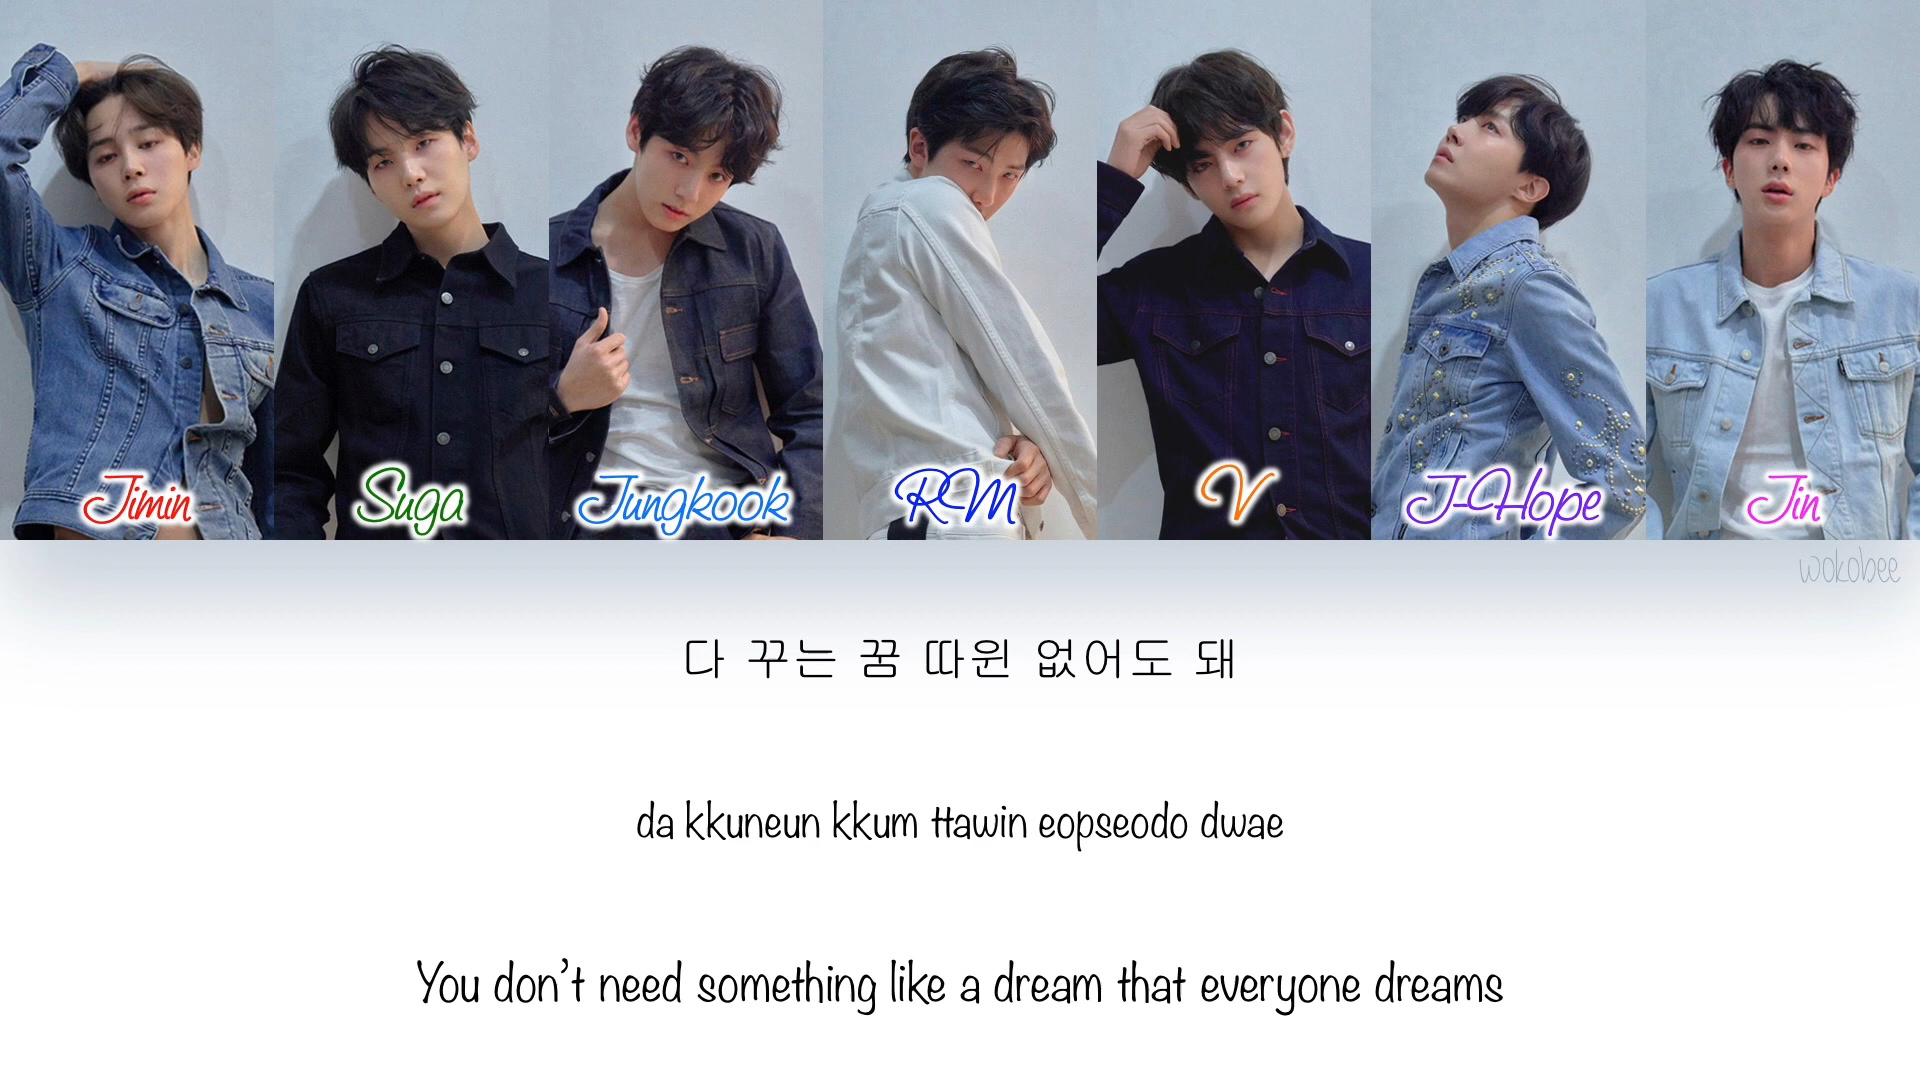 Jimin
Suga
Jungkook
RM
V
J-Hope
Jin
wokobee
다 꾸는 꿈 따윈 없어도 돼
da kkuneun kkum ttawin eopseodo dwae
You don't need something like a dream that everyone dreams